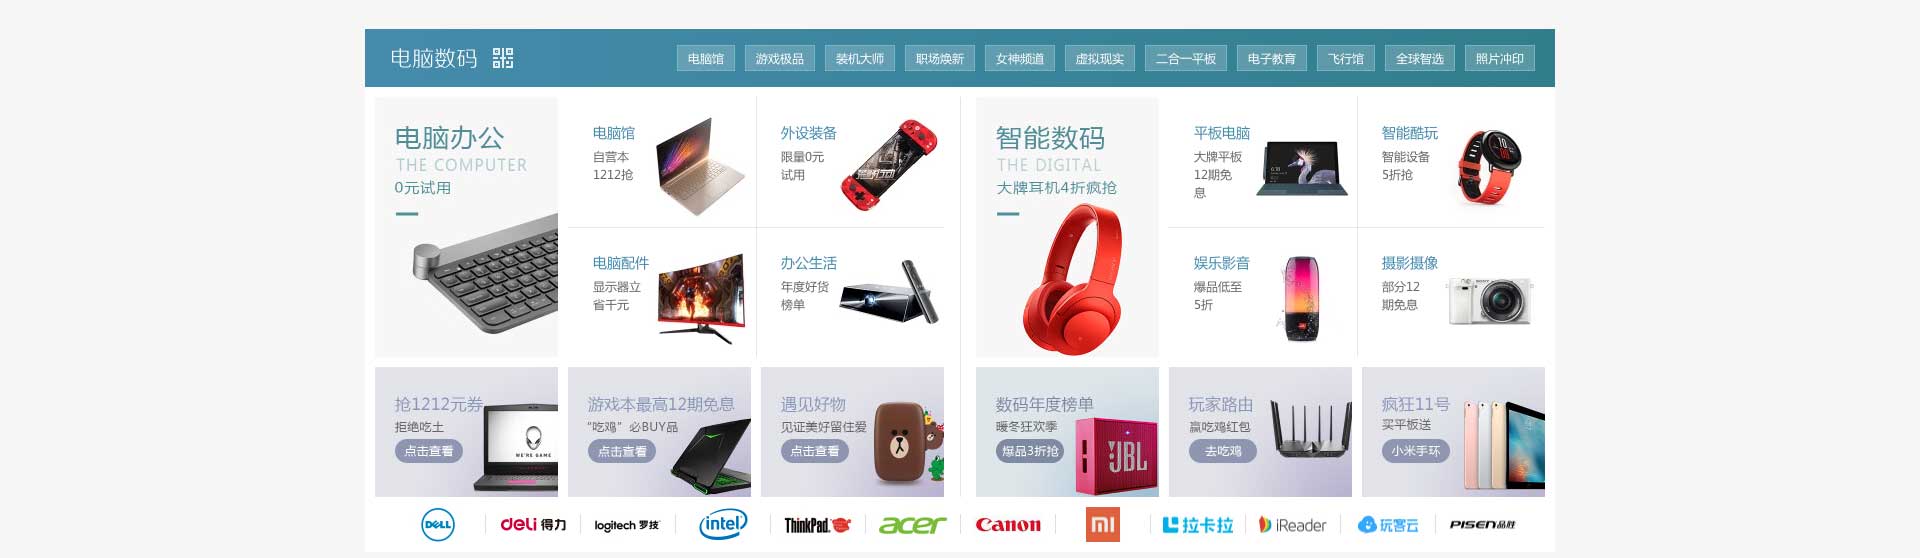 电脑数码
电脑馆
游戏极品
装机大师
职场焕新
女神频道
虚拟现实
二合一平板
电子教育
飞行馆
全球智选
照片冲印
电脑办公
THE COMPUTER
0元试用
电脑馆
自营本
1212抢
外设装备
限量0元
试用
电脑配件
显示器立
省千元
办公生活
年度好货
榜单
智能数码
THE DIGITAL
大牌耳机4折疯抢
平板电脑
大牌平板
12期免
息
智能酷玩
智能设备
5折抢
娱乐影音
爆品低至
5折
摄影摄像
部分12
期免息
抢1212元券
拒绝吃土
点击查看
WE'RE GAME
游戏本最高12期免息
“吃鸡”必BUY品
点击查看
遇见好物
见证美好留住爱
点击查看
数码年度榜单
暖冬狂欢季
爆品3折抢
JBL
玩家路由
赢吃鸡红包
去吃鸡
疯狂11号
买平板送
小米手环
DELL
deli 得力
logitech 罗技
intel
ThinkPad
acer
Canon
mi
拉卡拉
iReader
玩客云
PISEN 品胜